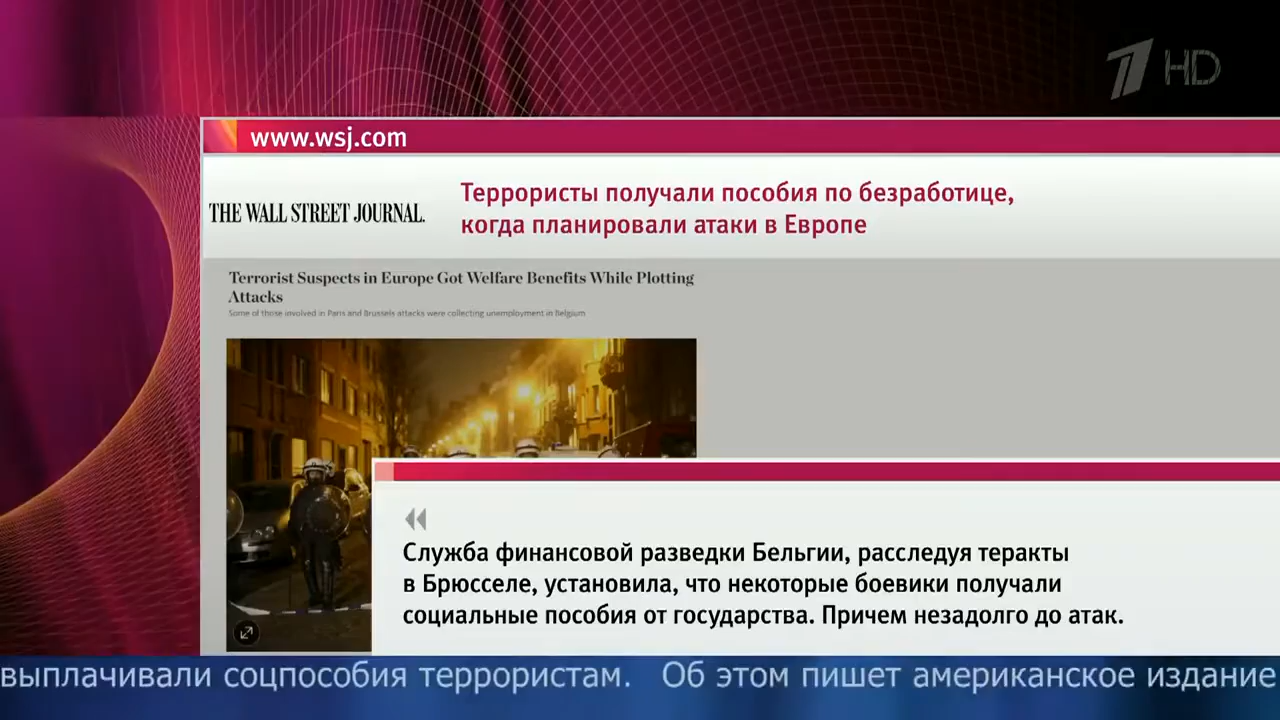 1 HD
www.wsj.com
THE WALL STREET JOURNAL.
Террористы получали пособия по безработице,
когда планировали атаки в Европе
Terrorist Suspects in Europe Got Welfare Benefits While Plotting
Attacks
Some of those involved in Paris and Brussels attacks were collecting unemployment in Belgium
Служба финансовой разведки Бельгии, расследуя теракты
в Брюсселе, установила, что некоторые боевики получали
социальные пособия от государства. Причем незадолго до атак.
выплачивали соцпособия террористам. Об этом пишет американское издание